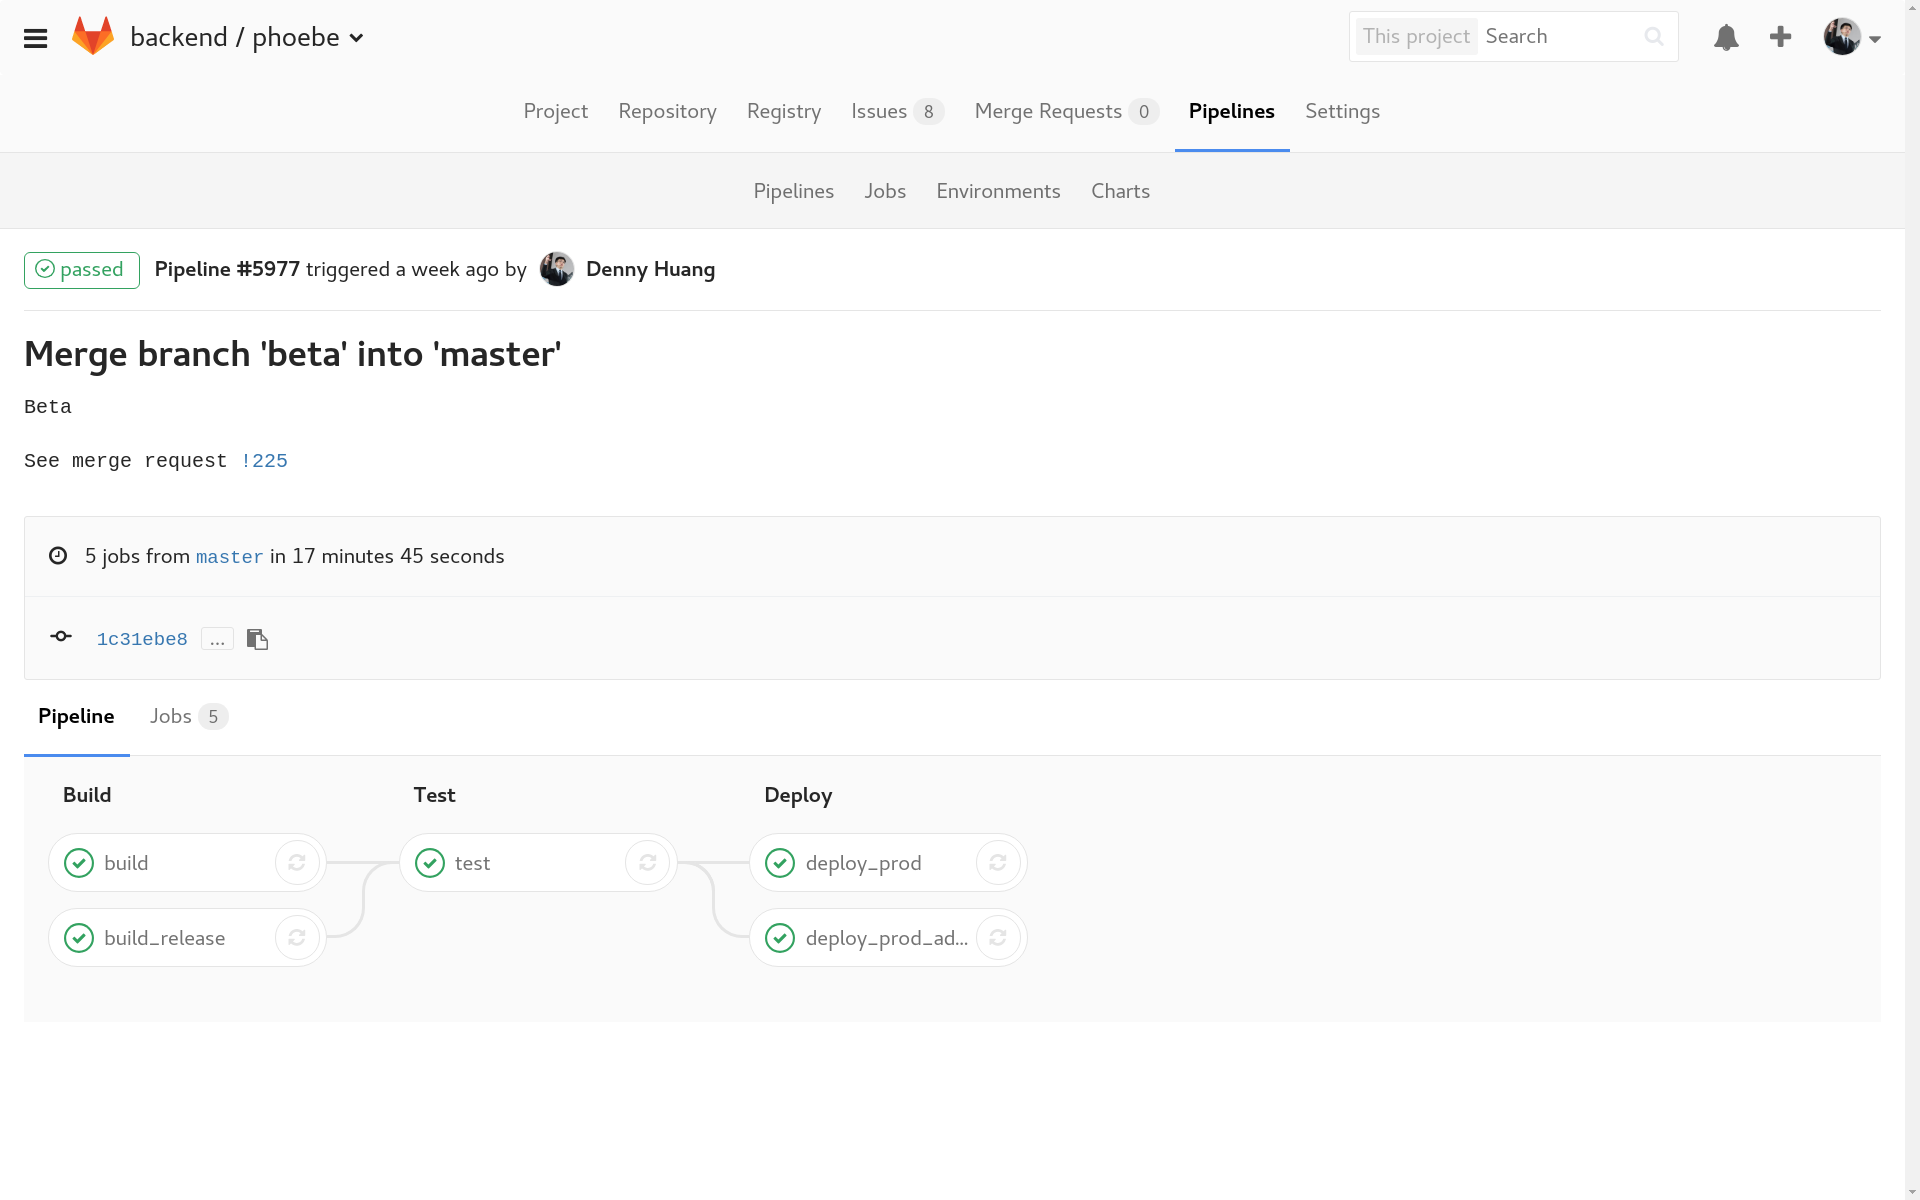 backend / phoebe
This project Search
Project Repository Registry Issues 8 Merge Requests 0 Pipelines Settings
Pipelines Jobs Environments Charts
passed Pipeline #5977 triggered a week ago by Denny Huang
Merge branch 'beta' into 'master'
Beta
See merge request !225
5 jobs from master in 17 minutes 45 seconds
1c31ebe8 ...
Pipeline Jobs 5
Build Test Deploy
build test deploy_prod
build_release deploy_prod_ad...